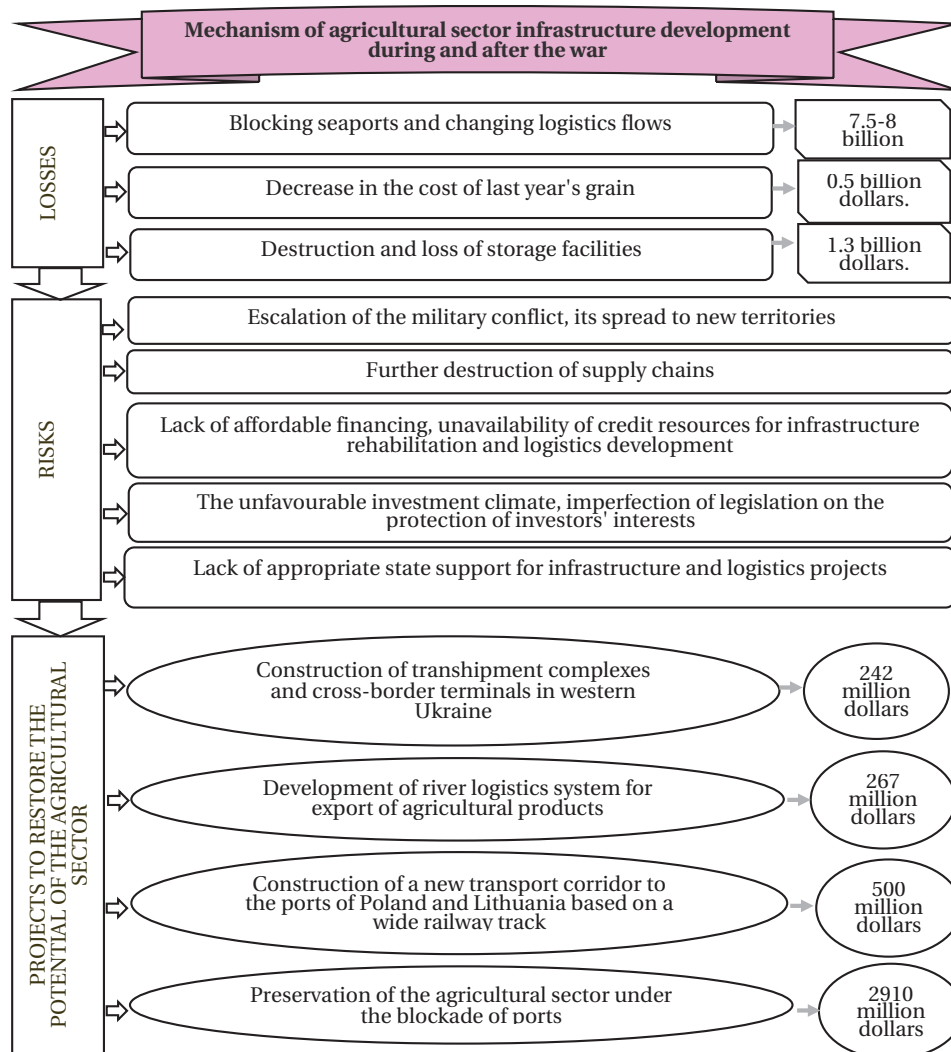 Mechanism of agricultural sector infrastructure development
during and after the war
LOSSES
Blocking seaports and changing logistics flows
7.5-8
billion
Decrease in the cost of last year's grain
0.5 billion
dollars.
Destruction and loss of storage facilities
1.3 billion
dollars.
RISKS
Escalation of the military conflict, its spread to new territories
Further destruction of supply chains
Lack of affordable financing, unavailability of credit resources for infrastructure
rehabilitation and logistics development
The unfavourable investment climate, imperfection of legislation on the
protection of investors' interests
Lack of appropriate state support for infrastructure and logistics projects
PROJECTS TO RESTORE THE
POTENTIAL OF THE AGRICULTURAL
SECTOR
Construction of transhipment complexes
and cross-border terminals in western
Ukraine
242
million
dollars
Development of river logistics system for
export of agricultural products
267
million
dollars
Construction of a new transport corridor to
the ports of Poland and Lithuania based on a
wide railway track
500
million
dollars
Preservation of the agricultural sector under
the blockade of ports
2910
million
dollars